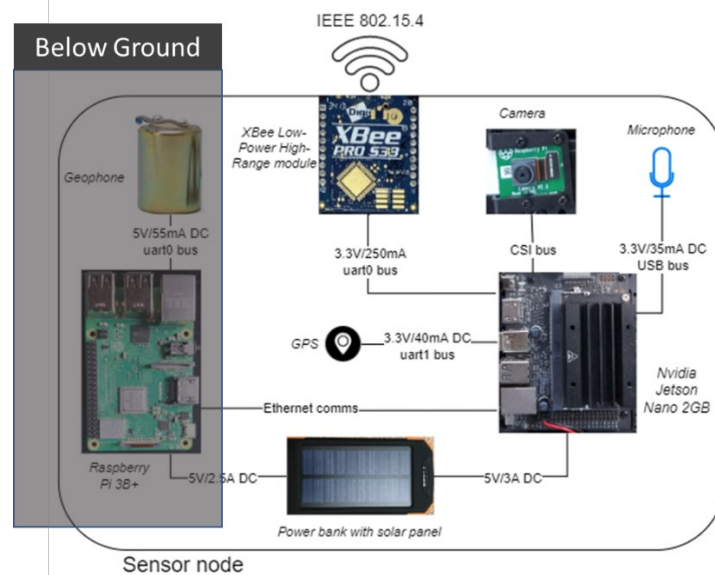 IEEE 802.15.4
Below Ground
XBee Low-
Power High-
Range module
Digi
XBee
PRO S3B
Camera
Microphone
Geophone
5V/55mA DC
uart0 bus
3.3V/250mA
uart0 bus
CSI bus
3.3V/35mA DC
USB bus
GPS
3.3V/40mA DC
uart1 bus
Nvidia
Jetson
Nano 2GB
Ethernet comms
Raspberry
Pi 3B+
5V/2.5A DC
5V/3A DC
Power bank with solar panel
Sensor node